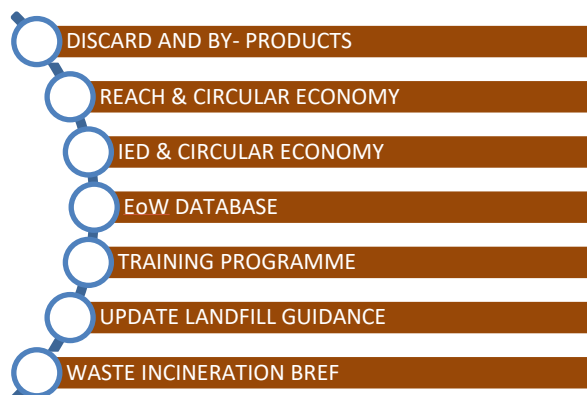 DISCARD AND BY- PRODUCTS
REACH & CIRCULAR ECONOMY
IED & CIRCULAR ECONOMY
EoW DATABASE
TRAINING PROGRAMME
UPDATE LANDFILL GUIDANCE
WASTE INCINERATION BREF